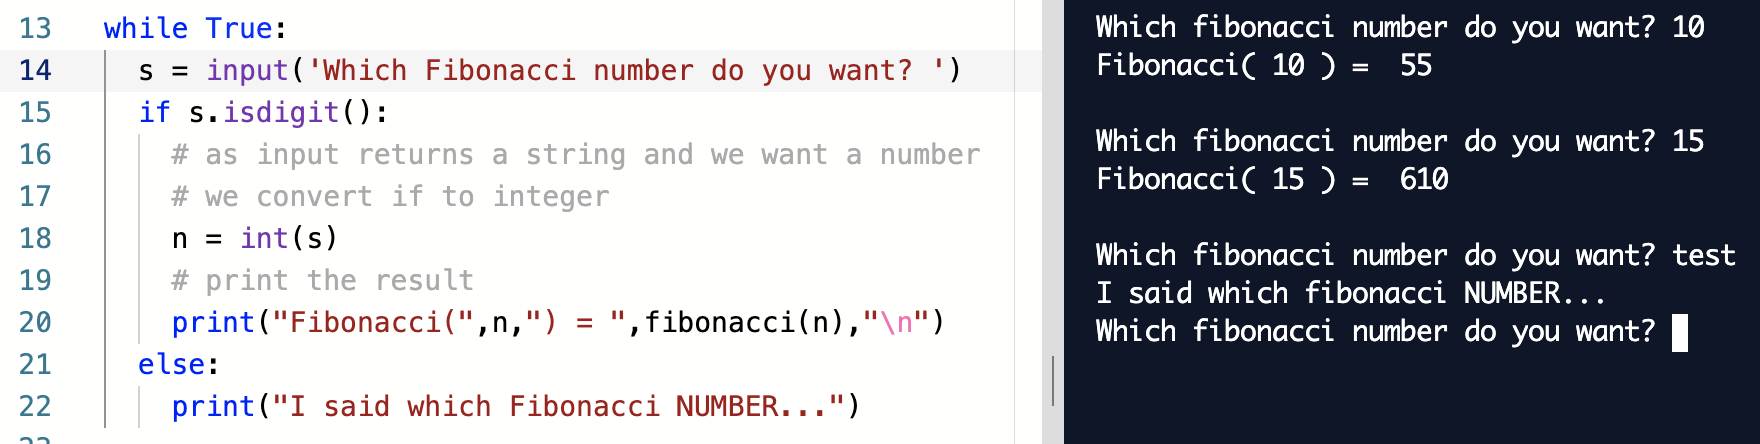 13 while True:
14 s = input('Which Fibonacci number do you want? ')
15 if s.isdigit():
16 # as input returns a string and we want a number
17 # we convert if to integer
18 n = int(s)
19 # print the result
20 print("Fibonacci(",n,") = ",fibonacci(n),"\n")
21 else:
22 print("I said which Fibonacci NUMBER...")
Which fibonacci number do you want? 10
Fibonacci( 10 ) =  55
Which fibonacci number do you want? 15
Fibonacci( 15 ) =  610
Which fibonacci number do you want? test
I said which fibonacci NUMBER...
Which fibonacci number do you want?